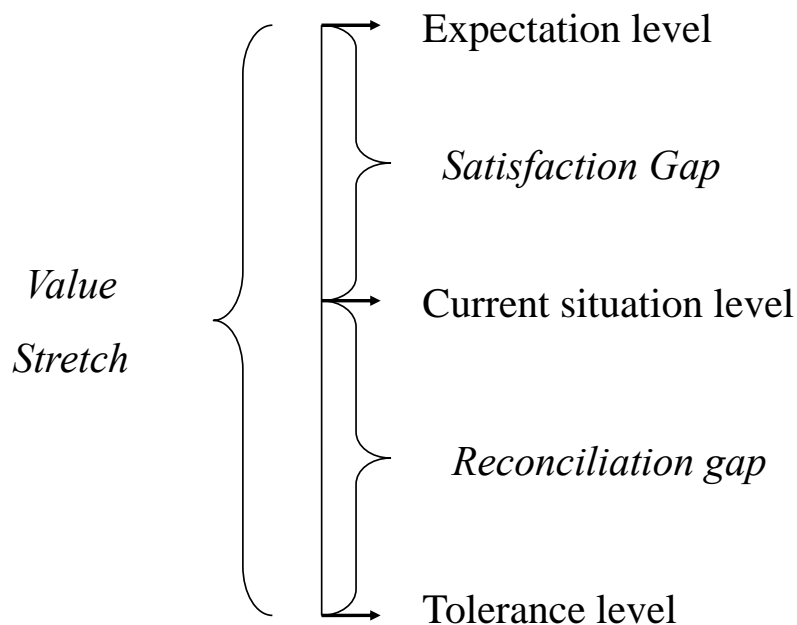 Expectation level
Satisfaction Gap
Value
Stretch
Current situation level
Reconciliation gap
Tolerance level